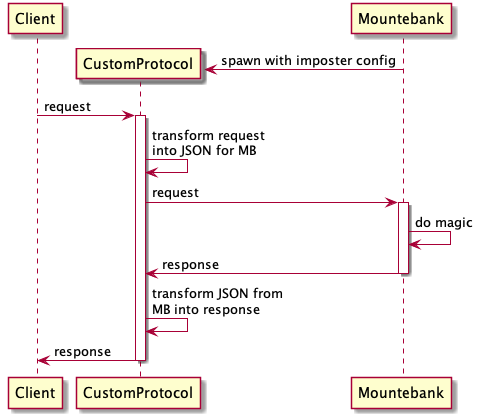 Client
Mountebank
CustomProtocol
spawn with imposter config
request
transform request
into JSON for MB
request
do magic
response
transform JSON from
MB into response
response
Client
CustomProtocol
Mountebank